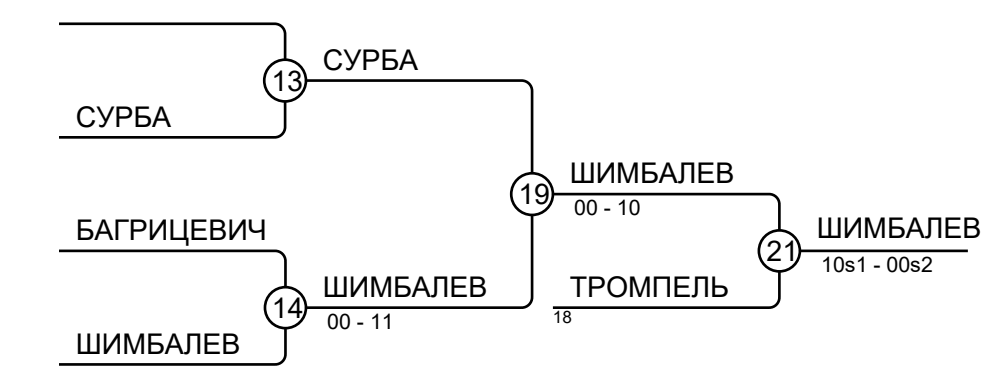 СУРБА
13
СУРБА
ШИМБАЛЕВ
19
00 - 10
БАГРИЦЕВИЧ
ШИМБАЛЕВ
21
10s1 - 00s2
ШИМБАЛЕВ
ТРОМПЕЛЬ
14
18
00 - 11
ШИМБАЛЕВ